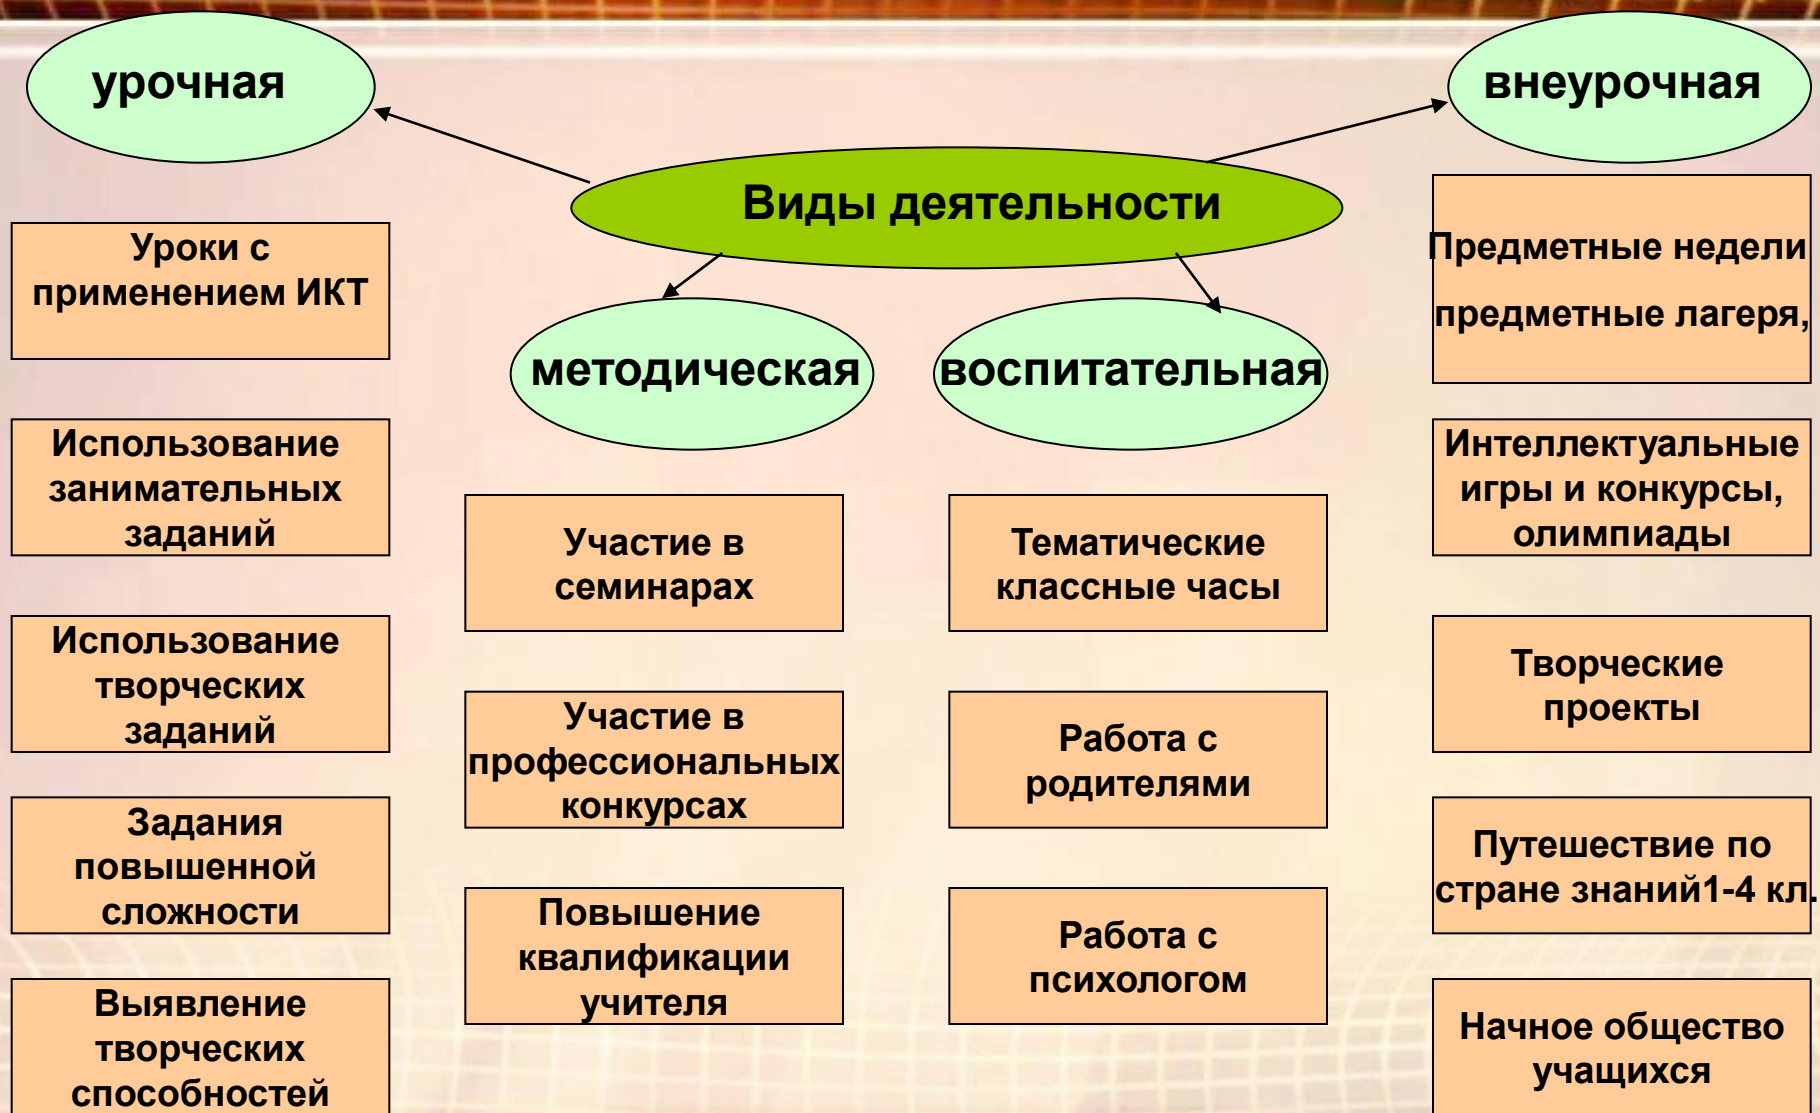 урочная
внеурочная
Виды деятельности
методическая
воспитательная
Уроки с
применением ИКТ
Использование
занимательных
заданий
Использование
творческих
заданий
Задания
повышенной
сложности
Выявление
творческих
способностей
Участие в
семинарах
Участие в
профессиональных
конкурсах
Повышение
квалификации
учителя
Тематические
классные часы
Работа с
родителями
Работа с
психологом
Предметные недели
предметные лагеря,
Интеллектуальные
игры и конкурсы,
олимпиады
Творческие
проекты
Путешествие по
стране знаний1-4 кл.
Начное общество
учащихся